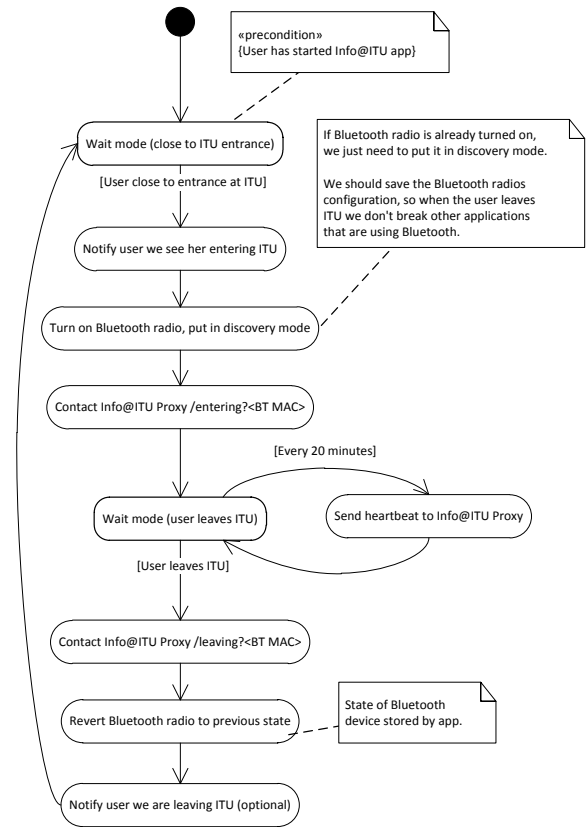 «precondition»
{User has started Info@ITU app}
Wait mode (close to ITU entrance)
If Bluetooth radio is already turned on,
we just need to put it in discovery mode.
We should save the Bluetooth radios
configuration, so when the user leaves
ITU we don't break other applications
that are using Bluetooth.
[User close to entrance at ITU]
Notify user we see her entering ITU
Turn on Bluetooth radio, put in discovery mode
Contact Info@ITU Proxy /entering?<BT MAC>
[Every 20 minutes]
Wait mode (user leaves ITU)
Send heartbeat to Info@ITU Proxy
[User leaves ITU]
Contact Info@ITU Proxy /leaving?<BT MAC>
State of Bluetooth
device stored by app.
Revert Bluetooth radio to previous state
Notify user we are leaving ITU (optional)